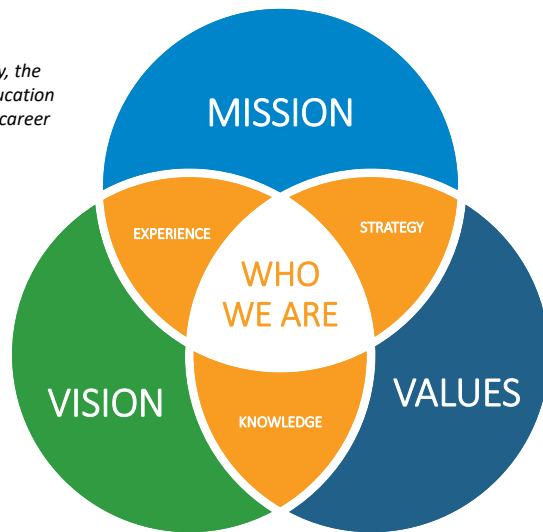 y, the
ucation
career
MISSION
EXPERIENCE
STRATEGY
WHO
WE ARE
VISION
VALUES
KNOWLEDGE